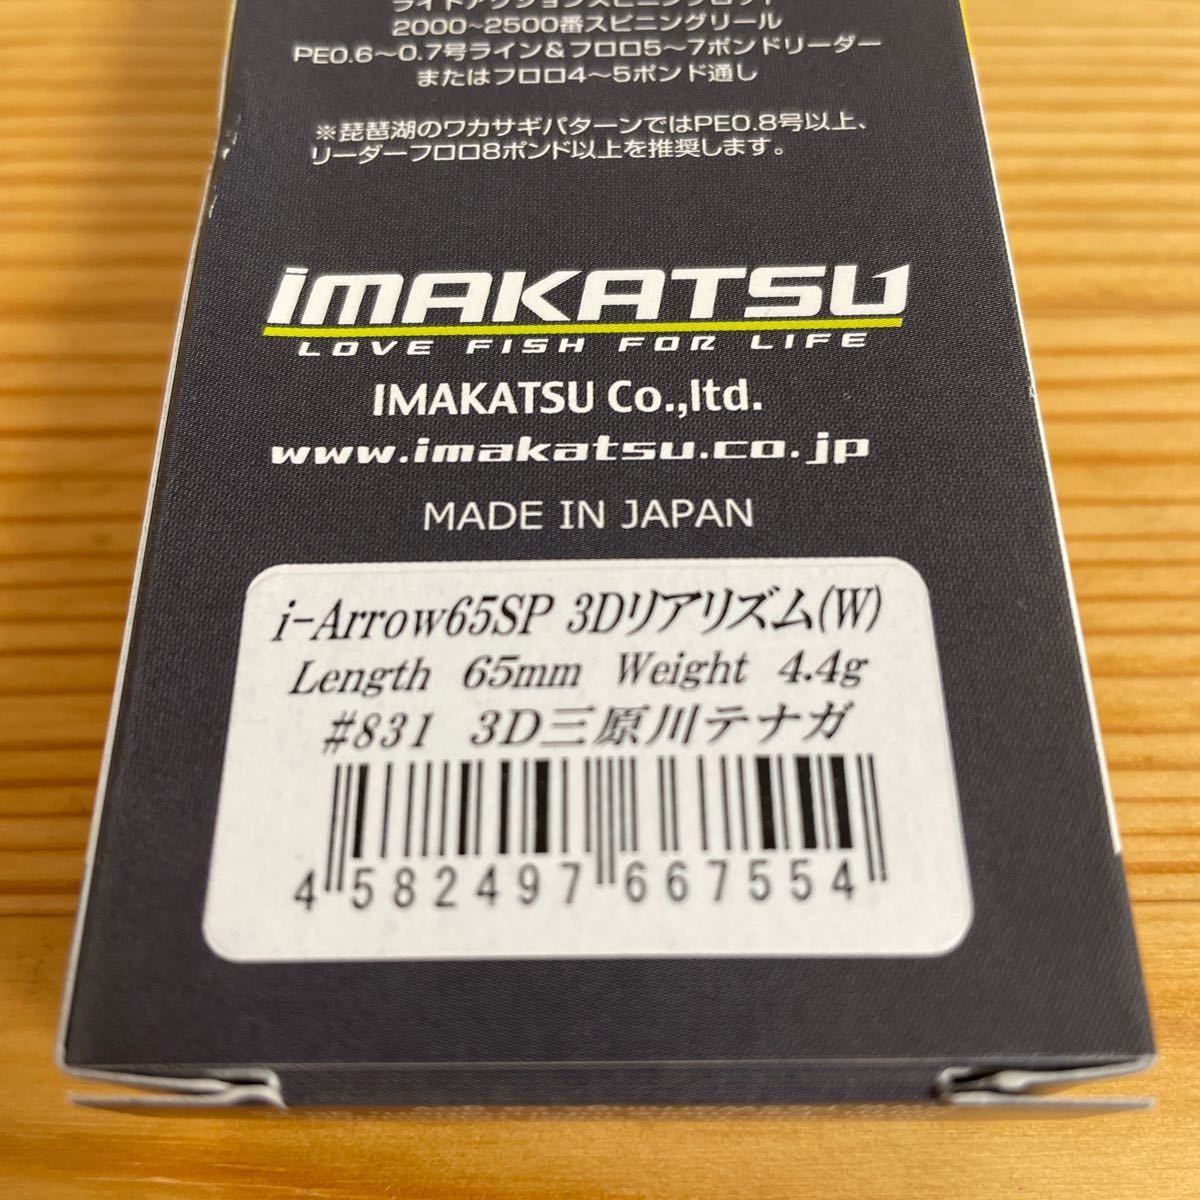 ライトアクションスピニングロッド
2000~2500番スピニングリール
PE0.6〜0.7号ライン&フロロ5〜7ポンドリーダー
またはフロロ4〜5ポンド通し
※琵琶湖のワカサギパターンではPE0.8号以上、
リーダーフロロ8ポンド以上を推奨します。
iMAKATSU
LOVE FISH FOR LIFE
IMAKATSU Co.,ltd.
www.imakatsu.co.jp
MADE IN JAPAN
i-Arrow65SP 3Dリアリズム(W)
Length 65mm Weight 4.4g
#831 3D三原川テナガ
4 582497 667554